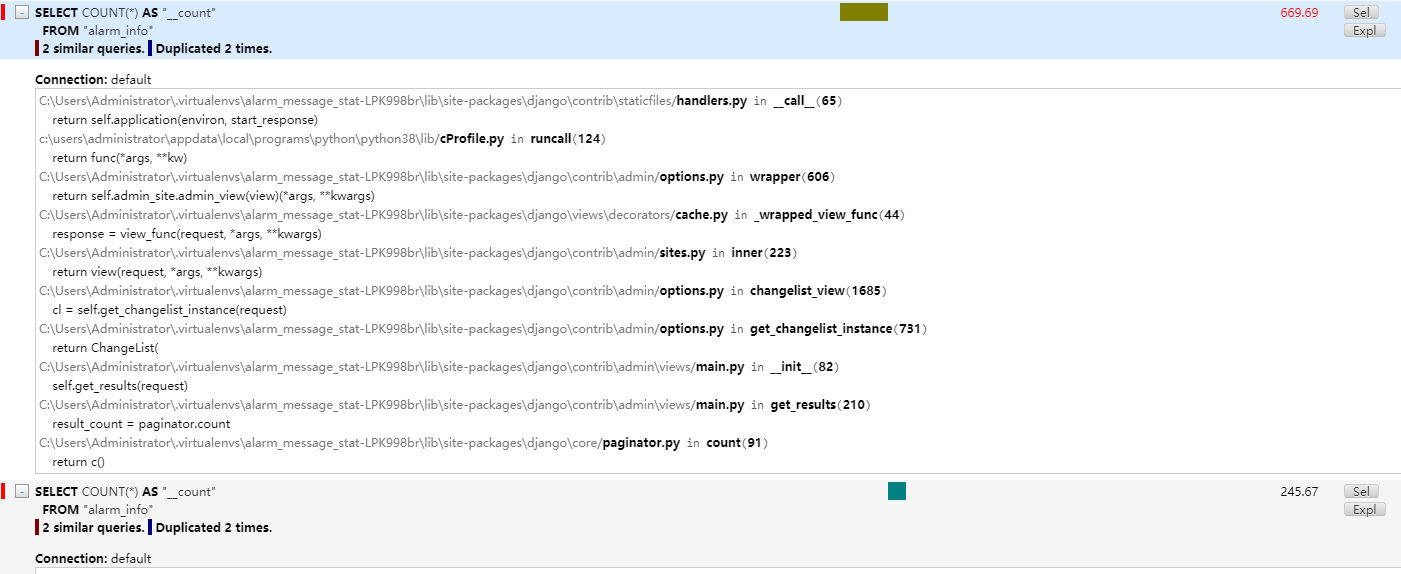 SELECT COUNT(*) AS "__count" 669.69 Sel
FROM "alarm_info" Expl
2 similar queries. Duplicated 2 times.
Connection: default
C:\Users\Administrator\.virtualenvs\alarm_message_stat-LPK998br\lib\site-packages\django\contrib\staticfiles/handlers.py in __call__(65)
return self.application(environ, start_response)
c:\users\administrator\appdata\local\programs\python\python38\lib/cProfile.py in runcall(124)
return func(*args, **kw)
C:\Users\Administrator\.virtualenvs\alarm_message_stat-LPK998br\lib\site-packages\django\contrib\admin/options.py in wrapper(606)
return self.admin_site.admin_view(view)(*args, **kwargs)
C:\Users\Administrator\.virtualenvs\alarm_message_stat-LPK998br\lib\site-packages\django\views\decorators/cache.py in _wrapped_view_func(44)
response = view_func(request, *args, **kwargs)
C:\Users\Administrator\.virtualenvs\alarm_message_stat-LPK998br\lib\site-packages\django\contrib\admin/sites.py in inner(223)
return view(request, *args, **kwargs)
C:\Users\Administrator\.virtualenvs\alarm_message_stat-LPK998br\lib\site-packages\django\contrib\admin/options.py in changelist_view(1685)
cl = self.get_changelist_instance(request)
C:\Users\Administrator\.virtualenvs\alarm_message_stat-LPK998br\lib\site-packages\django\contrib\admin/options.py in get_changelist_instance(731)
return ChangeList(
C:\Users\Administrator\.virtualenvs\alarm_message_stat-LPK998br\lib\site-packages\django\contrib\admin\views/main.py in __init__(82)
self.get_results(request)
C:\Users\Administrator\.virtualenvs\alarm_message_stat-LPK998br\lib\site-packages\django\contrib\admin\views/main.py in get_results(210)
result_count = paginator.count
C:\Users\Administrator\.virtualenvs\alarm_message_stat-LPK998br\lib\site-packages\django\core/paginator.py in count(91)
return c()
SELECT COUNT(*) AS "__count" 245.67 Sel
FROM "alarm_info" Expl
2 similar queries. Duplicated 2 times.
Connection: default